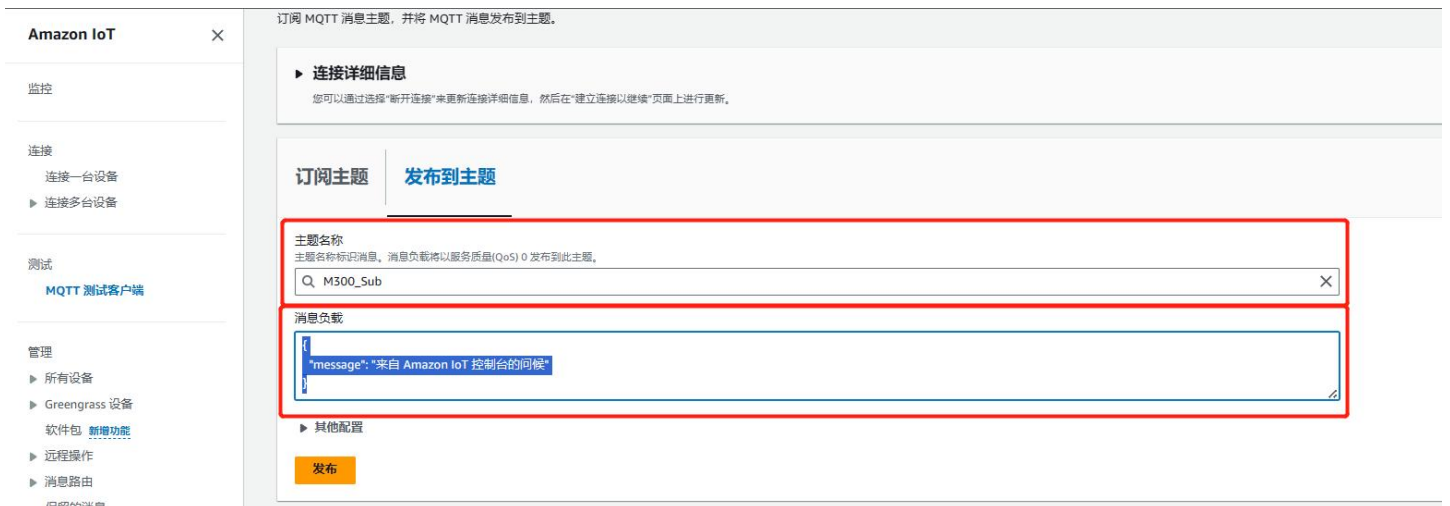 Amazon IoT
监控
连接
连接一台设备
连接多台设备
测试
MQTT 测试客户端
管理
所有设备
Greengrass 设备
软件包 新增功能
远程操作
消息路由
保留的消息
订阅 MQTT 消息主题，并将 MQTT 消息发布到主题。
连接详细信息
您可以通过选择“断开连接”来更新连接详细信息，然后在“建立连接以继续”页面上进行更新。
订阅主题 发布到主题
主题名称
主题名称标识消息。消息负载将以服务质量(QoS) 0 发布到此主题。
M300_Sub
消息负载
{
"message": "来自 Amazon IoT 控制台的问候"
}
其他配置
发布